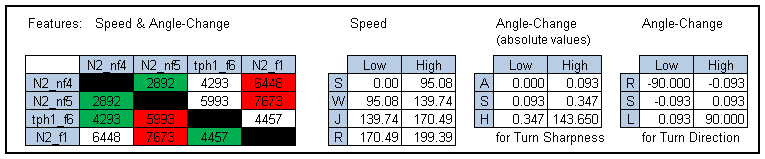 Features: Speed & Angle-Change Speed Angle-Change Angle-Change
(absolute values)
N2_nf4 N2_nf5 tph1_f6 N2_f1 Low High Low High Low High
N2_nf4 2892 4293 6448 S 0.00 95.08 A 0.000 0.093 R -90.000 -0.093
N2_nf5 2892 5993 7673 W 95.08 139.74 S 0.093 0.347 S -0.093 0.093
tph1_f6 4293 5993 4457 J 139.74 170.49 H 0.347 143.650 L 0.093 90.000
N2_f1 6448 7673 4457 R 170.49 199.39 for Turn Sharpness for Turn Direction